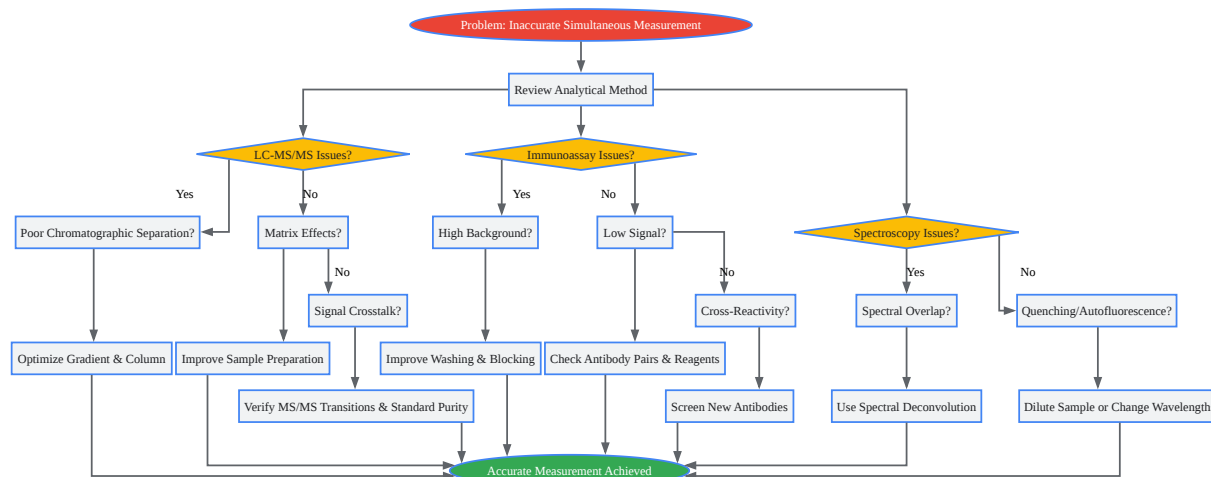 Problem: Inaccurate Simultaneous Measurement
Review Analytical Method
LC-MS/MS Issues?
Immunoassay Issues?
Yes
No
Yes
No
Poor Chromatographic Separation?
Matrix Effects?
High Background?
Low Signal?
Spectroscopy Issues?
No
No
Yes
No
Signal Crosstalk?
Cross-Reactivity?
Spectral Overlap?
Quenching/Autofluorescence?
Optimize Gradient & Column
Improve Sample Preparation
Improve Washing & Blocking
Check Antibody Pairs & Reagents
Verify MS/MS Transitions & Standard Purity
Screen New Antibodies
Use Spectral Deconvolution
Dilute Sample or Change Wavelength
Accurate Measurement Achieved